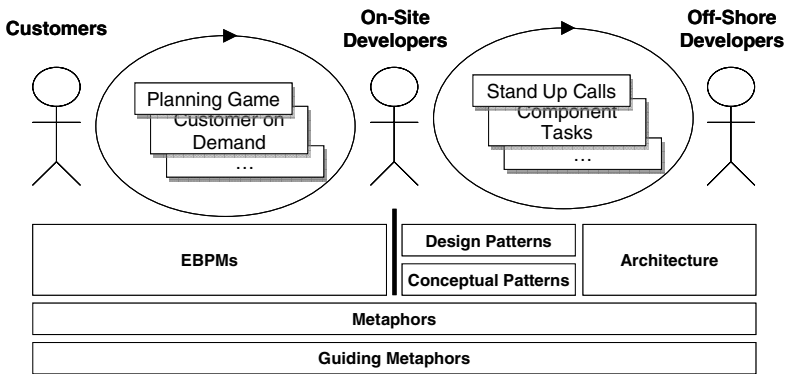 Customers
On-Site
Developers
Off-Shore
Developers
Planning Game
Customer on
Demand
...
Stand Up Calls
Component
Tasks
...
EBPMs
Design Patterns
Conceptual Patterns
Architecture
Metaphors
Guiding Metaphors